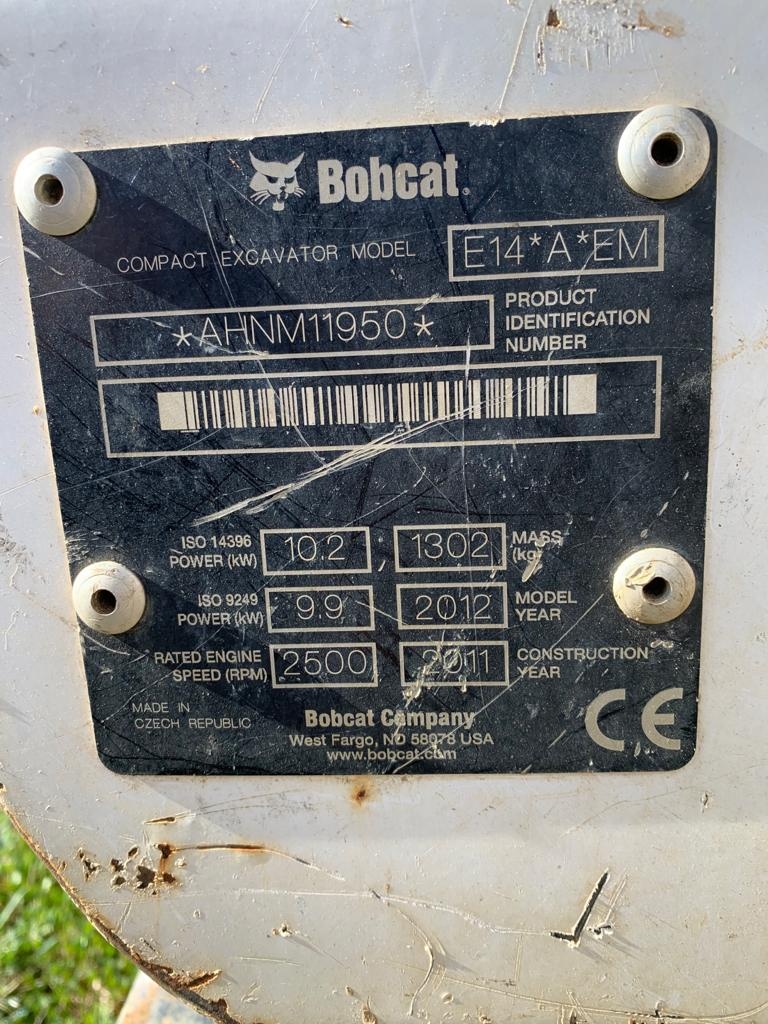 Bobcat®
COMPACT EXCAVATOR MODEL E14*A*EM
*AHNM11950* PRODUCT
IDENTIFICATION
NUMBER
ISO 14396
POWER (kW) 10.2 1302 MASS
(kg)
ISO 9249
POWER (kW) 9.9 2012 MODEL
YEAR
RATED ENGINE
SPEED (RPM) 2500 2011 CONSTRUCTION
YEAR
MADE IN
CZECH REPUBLIC
Bobcat Company
West Fargo, ND 58078 USA
www.bobcat.com
CE